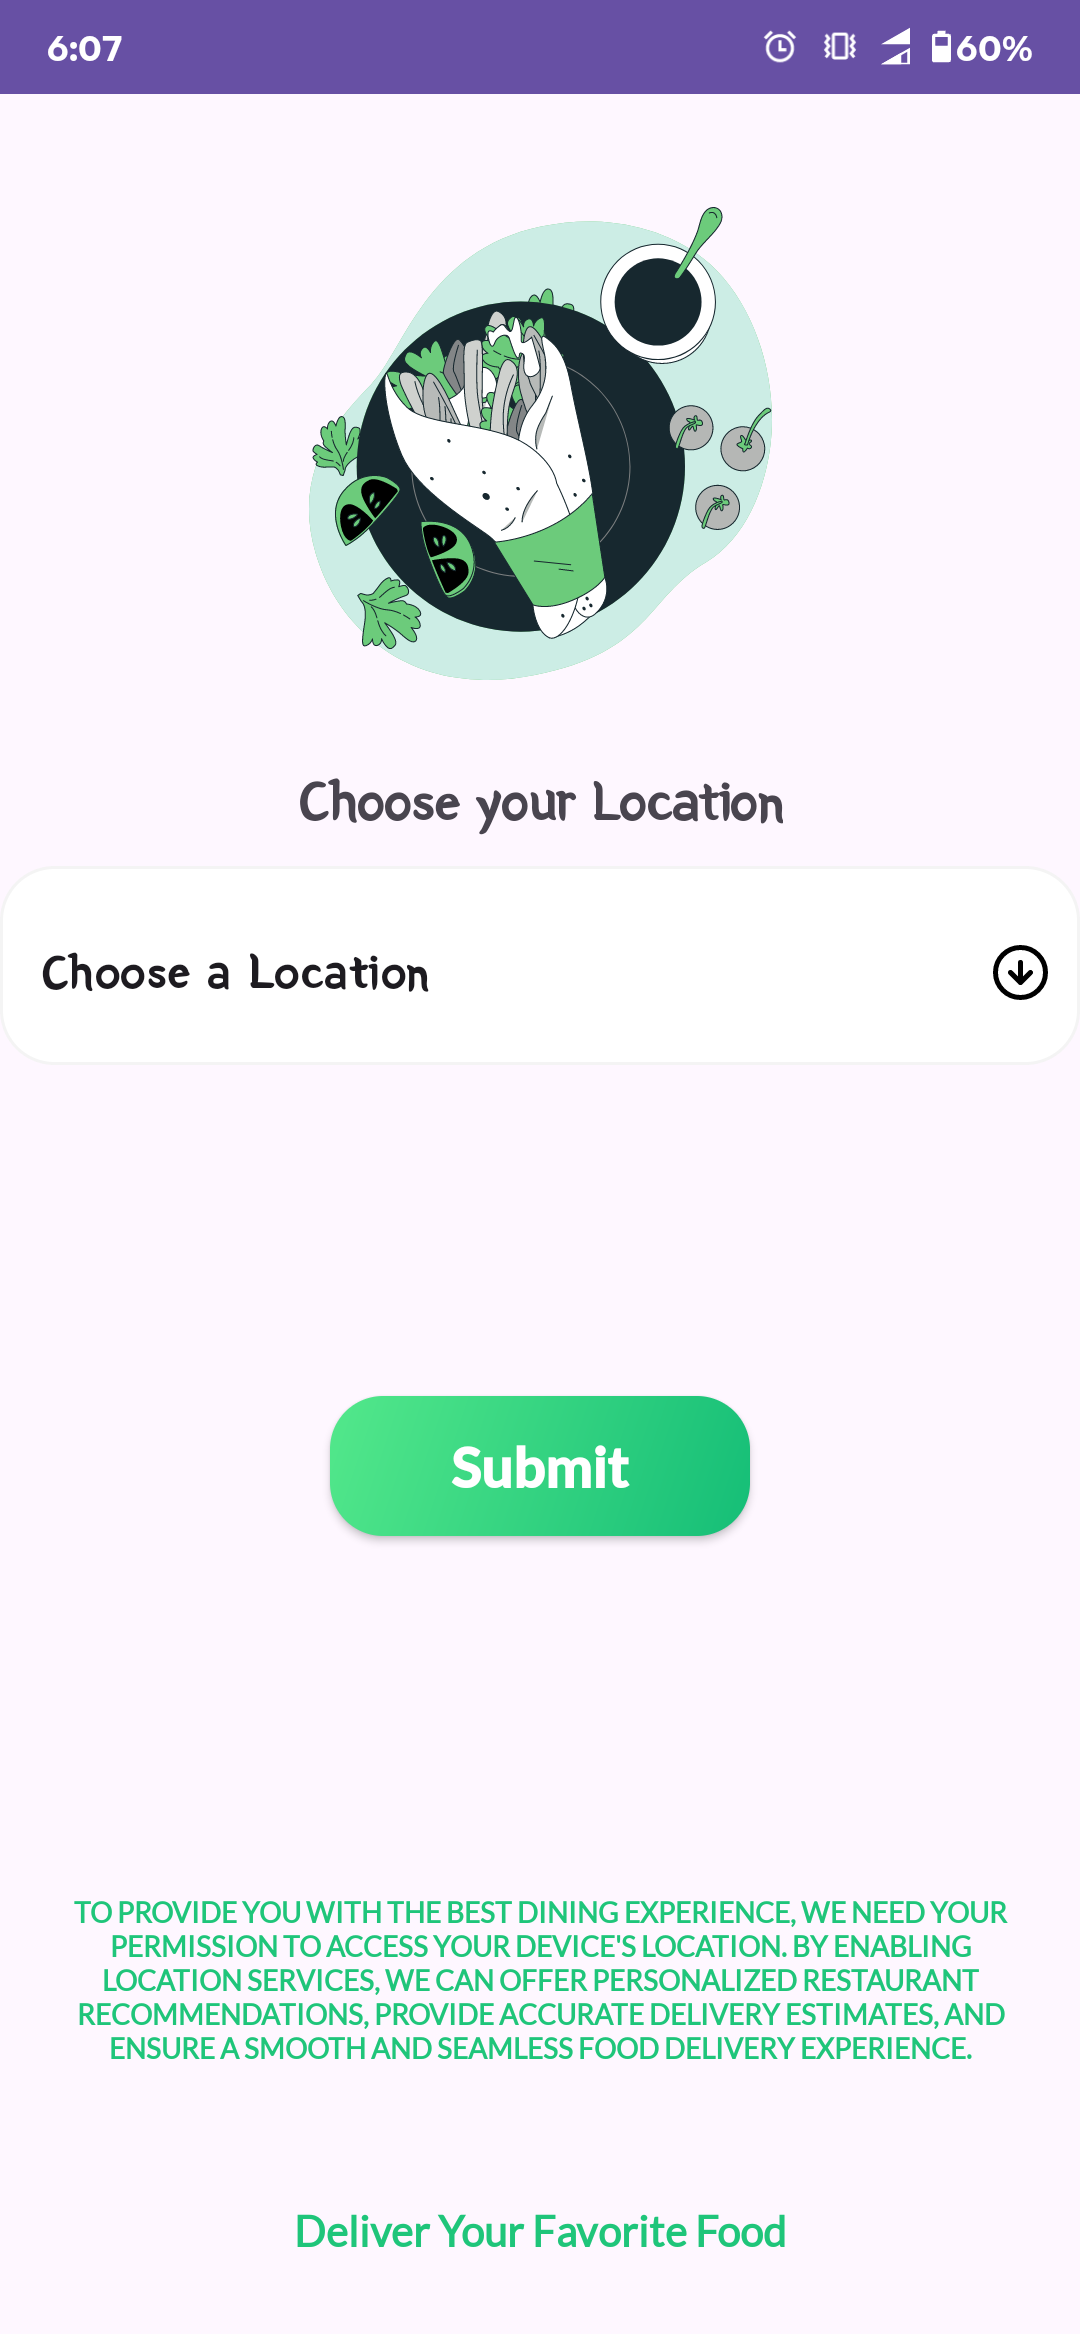 6:07
60%
Choose your Location
Choose a Location
Submit
TO PROVIDE YOU WITH THE BEST DINING EXPERIENCE, WE NEED YOUR
PERMISSION TO ACCESS YOUR DEVICE'S LOCATION. BY ENABLING
LOCATION SERVICES, WE CAN OFFER PERSONALIZED RESTAURANT
RECOMMENDATIONS, PROVIDE ACCURATE DELIVERY ESTIMATES, AND
ENSURE A SMOOTH AND SEAMLESS FOOD DELIVERY EXPERIENCE.
Deliver Your Favorite Food